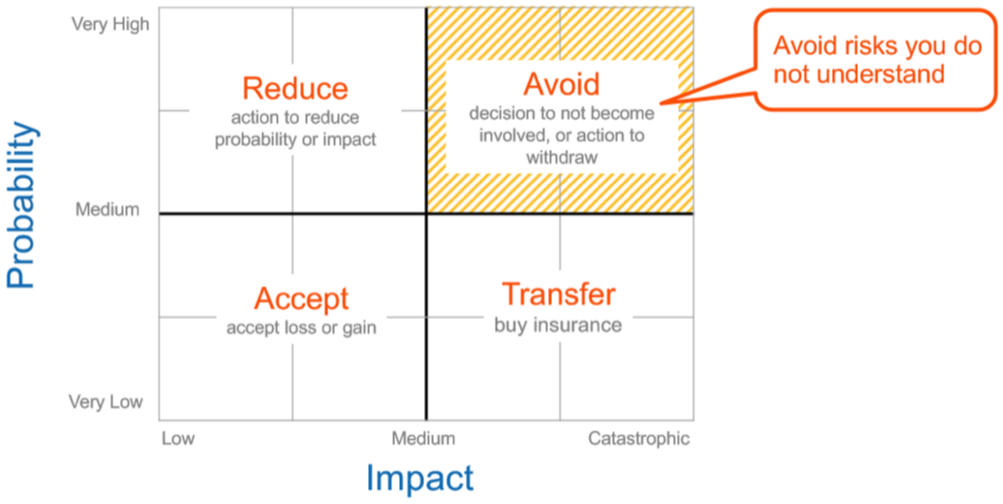 Very High
Reduce
action to reduce
probability or impact
Avoid
decision to not become
involved, or action to
withdraw
Avoid risks you do
not understand
Probability
Medium
Accept
accept loss or gain
Transfer
buy insurance
Very Low
Low
Medium
Catastrophic
Impact